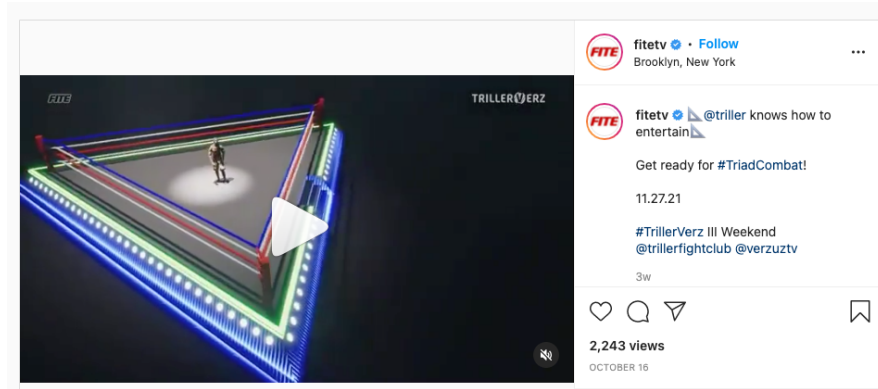 FITE
TRILLERVERZ
FITE
fitetv • Follow
Brooklyn, New York
FITE
fitetv 📐@triller knows how to
entertain📐
Get ready for #TriadCombat!
11.27.21
#TrillerVerz III Weekend
@trillerfightclub @verzuztv
3w
2,243 views
OCTOBER 16